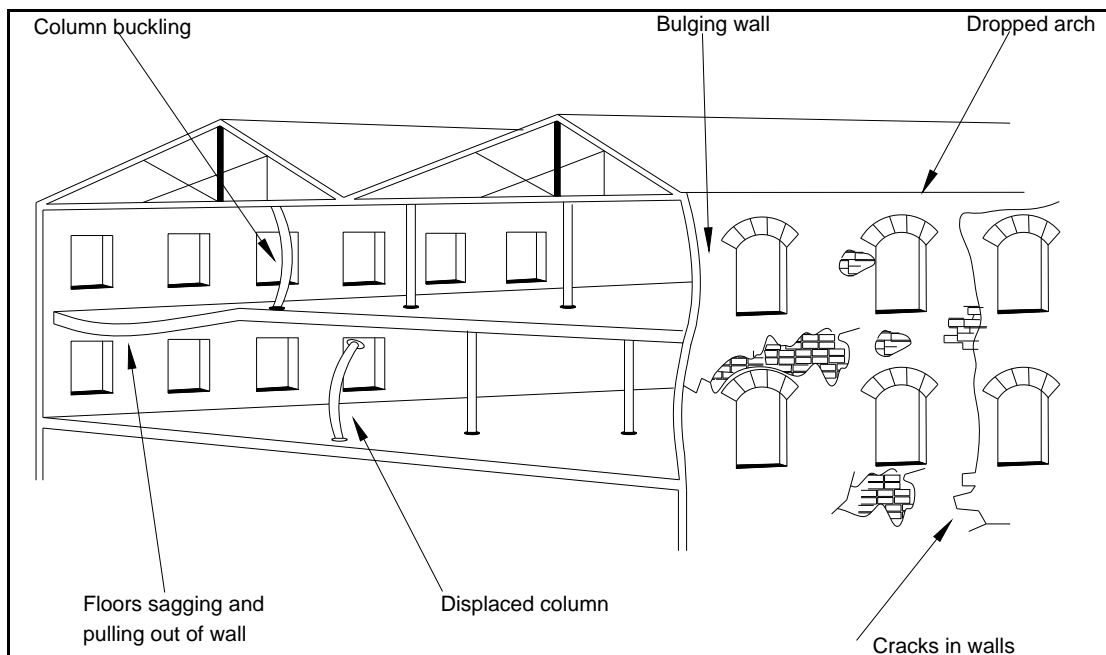 Column buckling
Bulging wall
Dropped arch
Floors sagging and
pulling out of wall
Displaced column
Cracks in walls